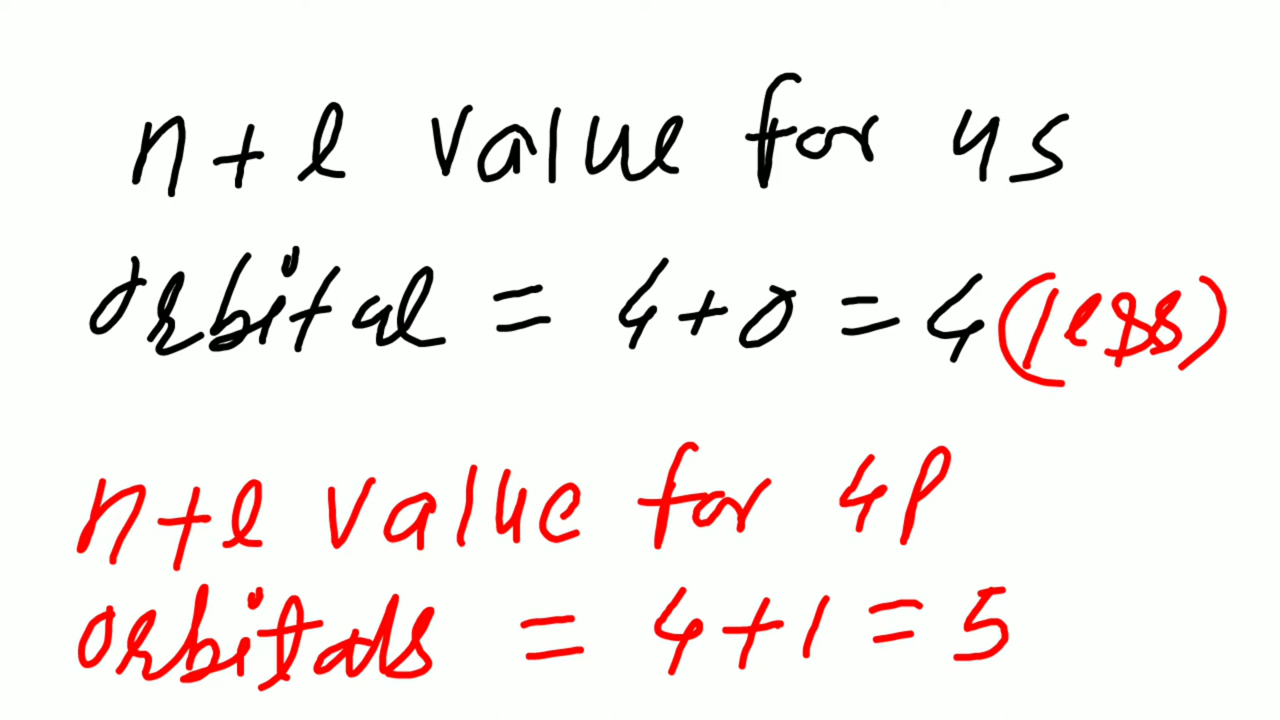 n+l value for 4s
orbital = 4+0 = 4 (less)
n+l value for 4p
orbitals = 4+1 = 5